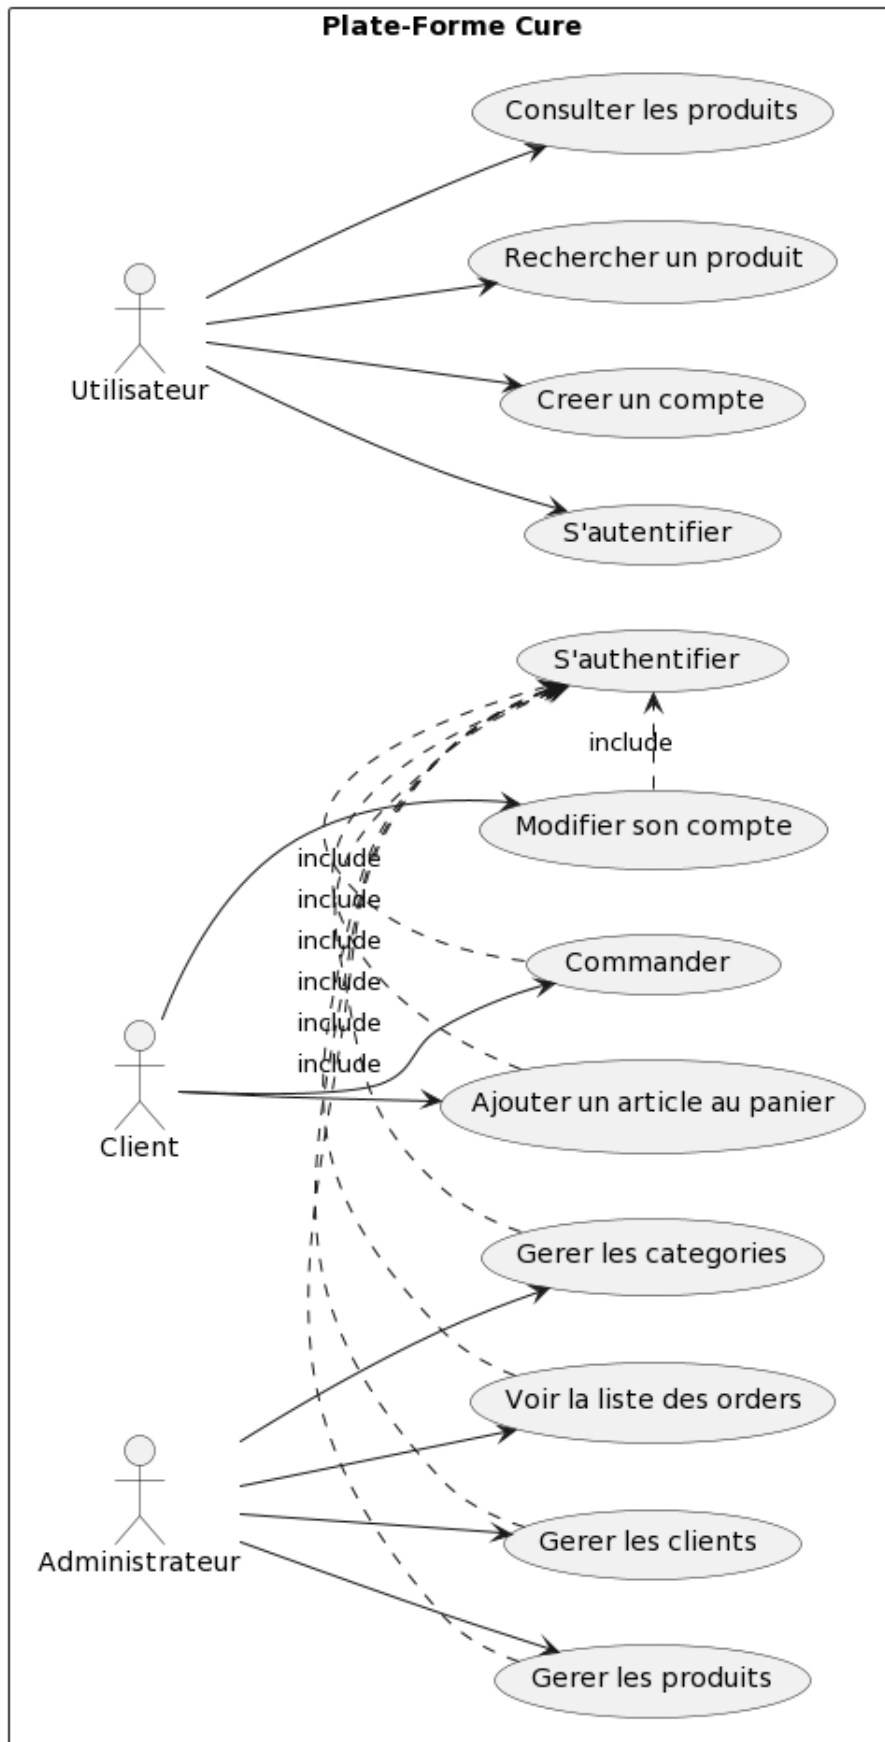 Plate-Forme Cure
Consulter les produits
Rechercher un produit
Utilisateur
Creer un compte
S'autentifier
S'authentifier
include
Modifier son compte
include
include
include
include
include
include
Commander
Ajouter un article au panier
Client
Gerer les categories
Voir la liste des orders
Gerer les clients
Administrateur
Gerer les produits